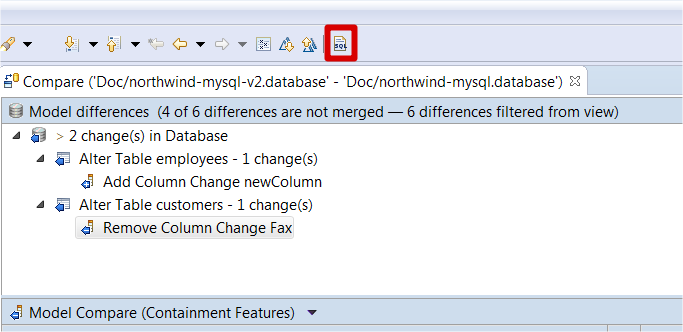 SQL
Compare ('Doc/northwind-mysql-v2.database' - 'Doc/northwind-mysql.database')
Model differences (4 of 6 differences are not merged — 6 differences filtered from view)
> 2 change(s) in Database
Alter Table employees - 1 change(s)
Add Column Change newColumn
Alter Table customers - 1 change(s)
Remove Column Change Fax
Model Compare (Containment Features)